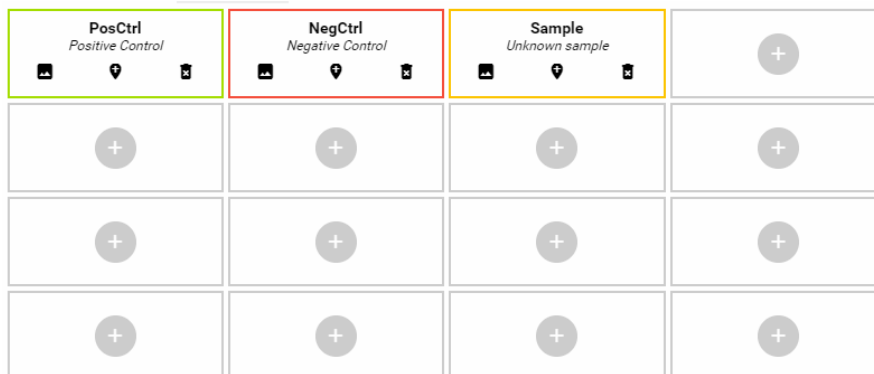 PosCtrl
Positive Control
NegCtrl
Negative Control
Sample
Unknown sample